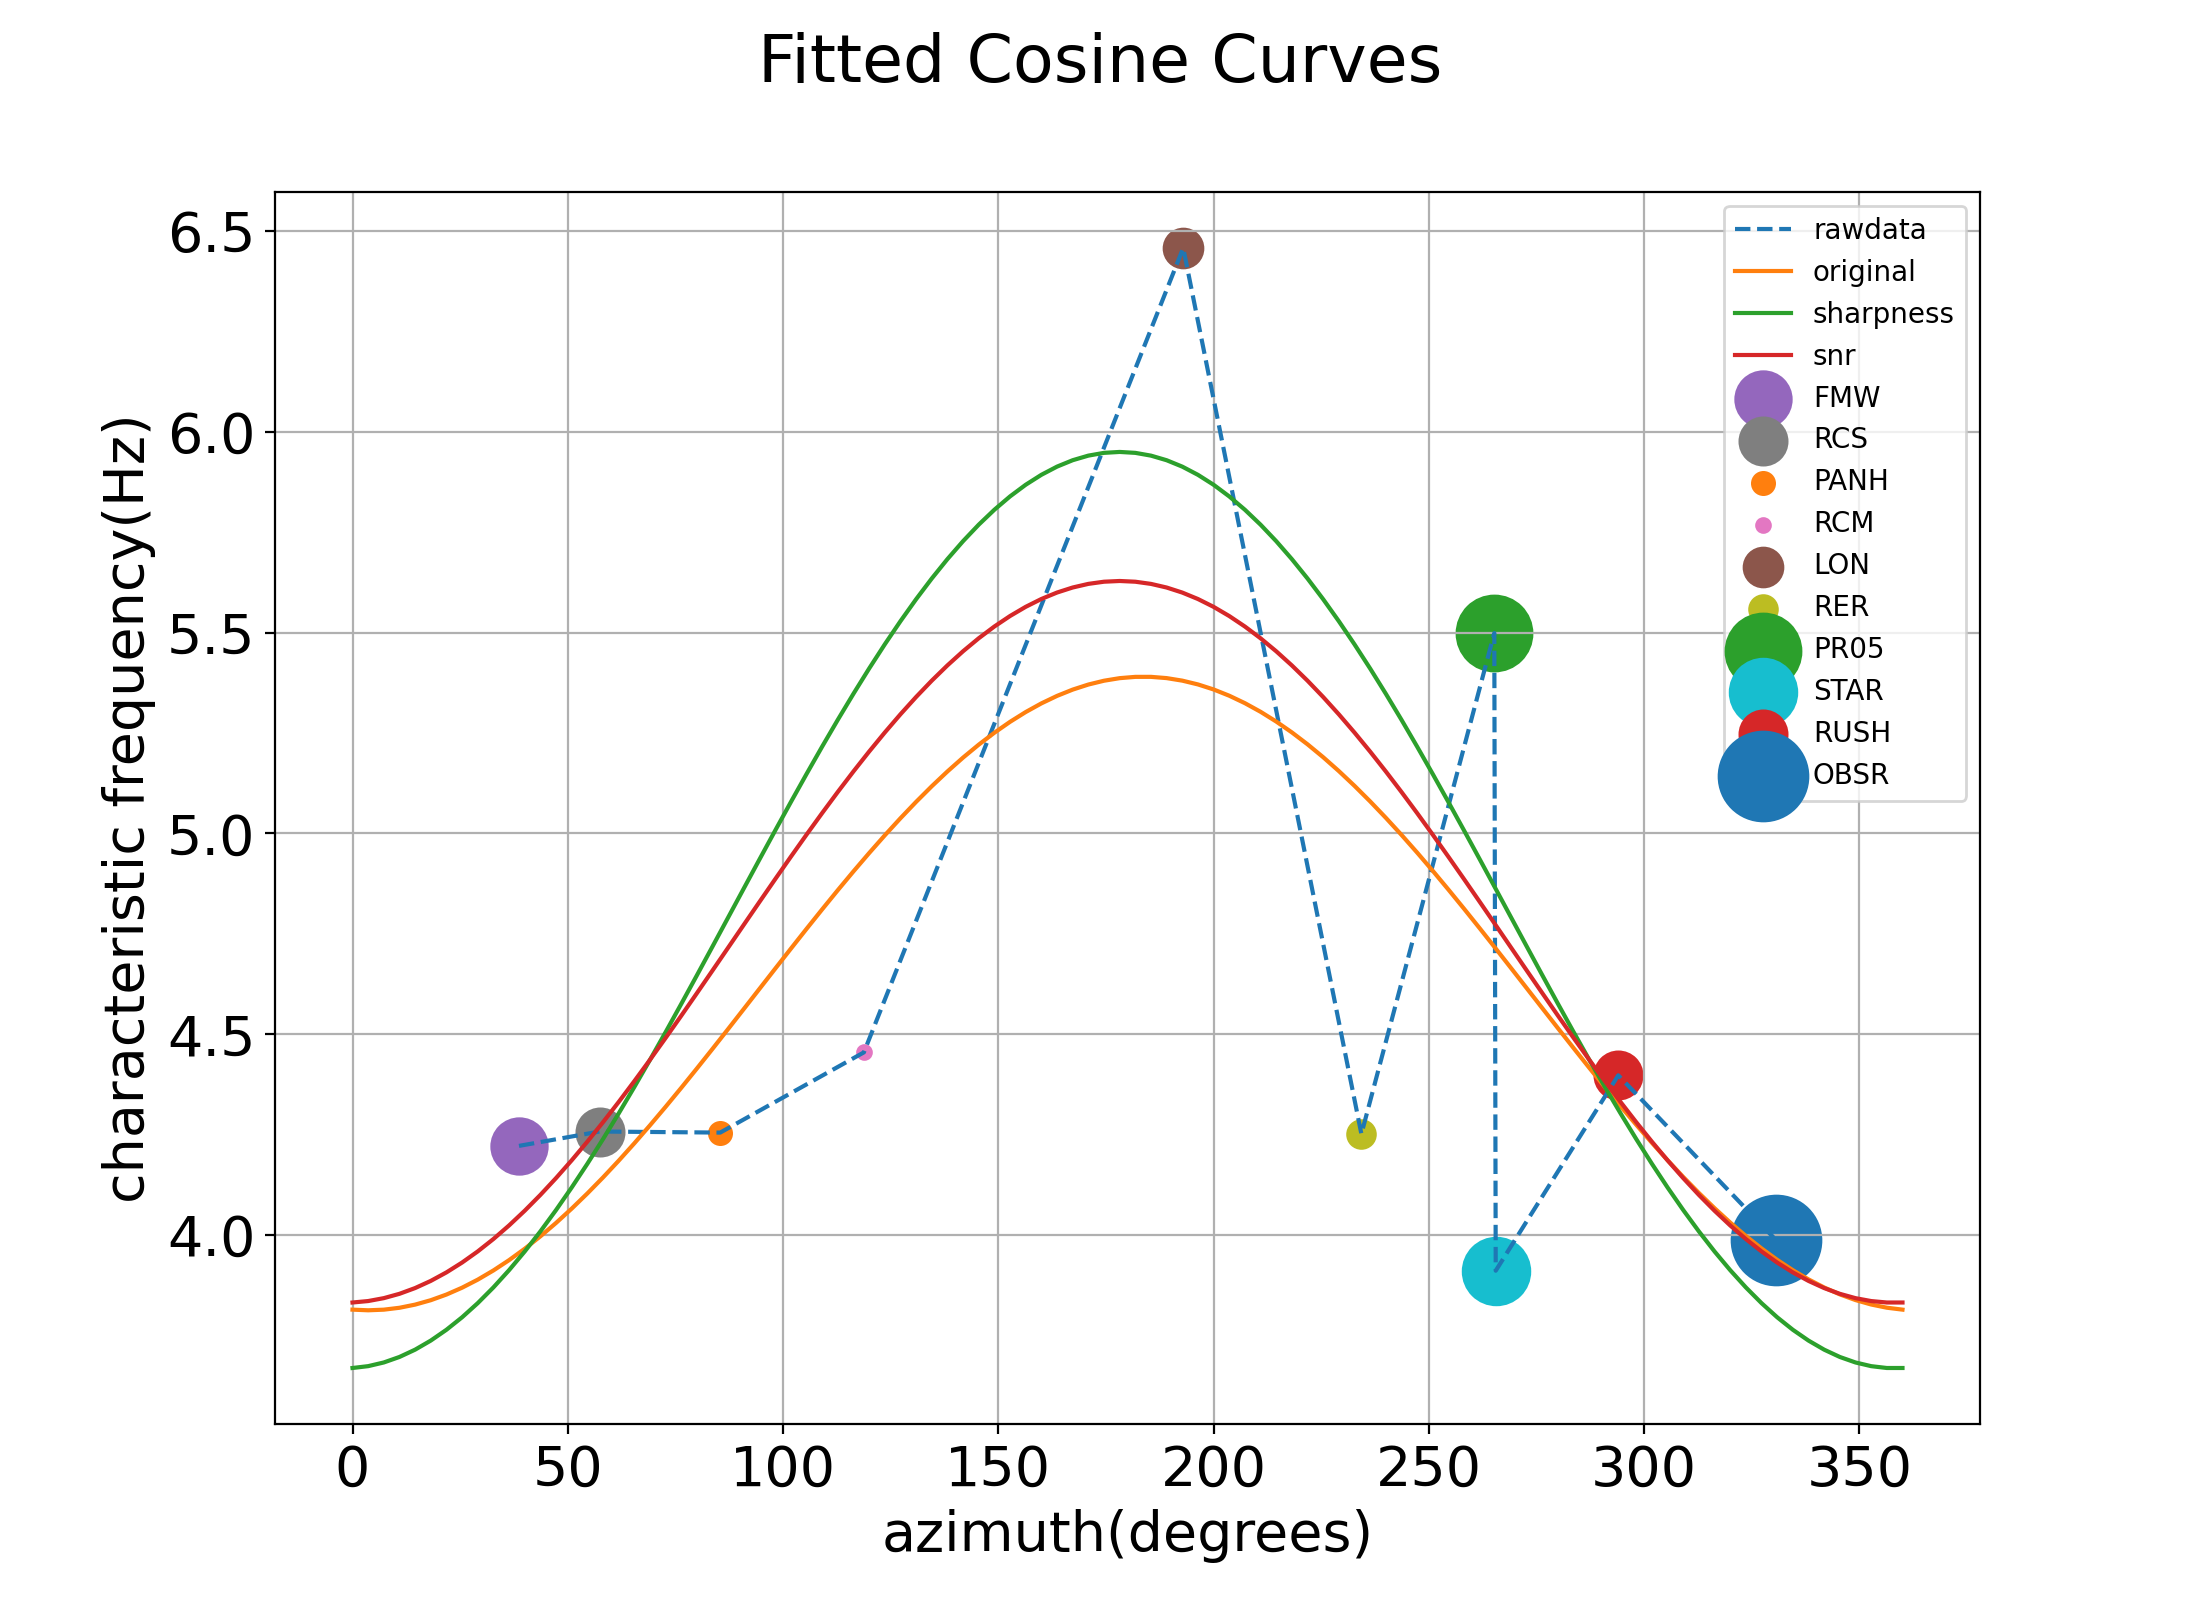 Fitted Cosine Curves
characteristic frequency(Hz)
6.5
6.0
5.5
5.0
4.5
4.0
rawdata
original
sharpness
snr
FMW
RCS
PANH
RCM
LON
RER
PR05
STAR
RUSH
OBSR
0 50 100 150 200 250 300 350
azimuth(degrees)